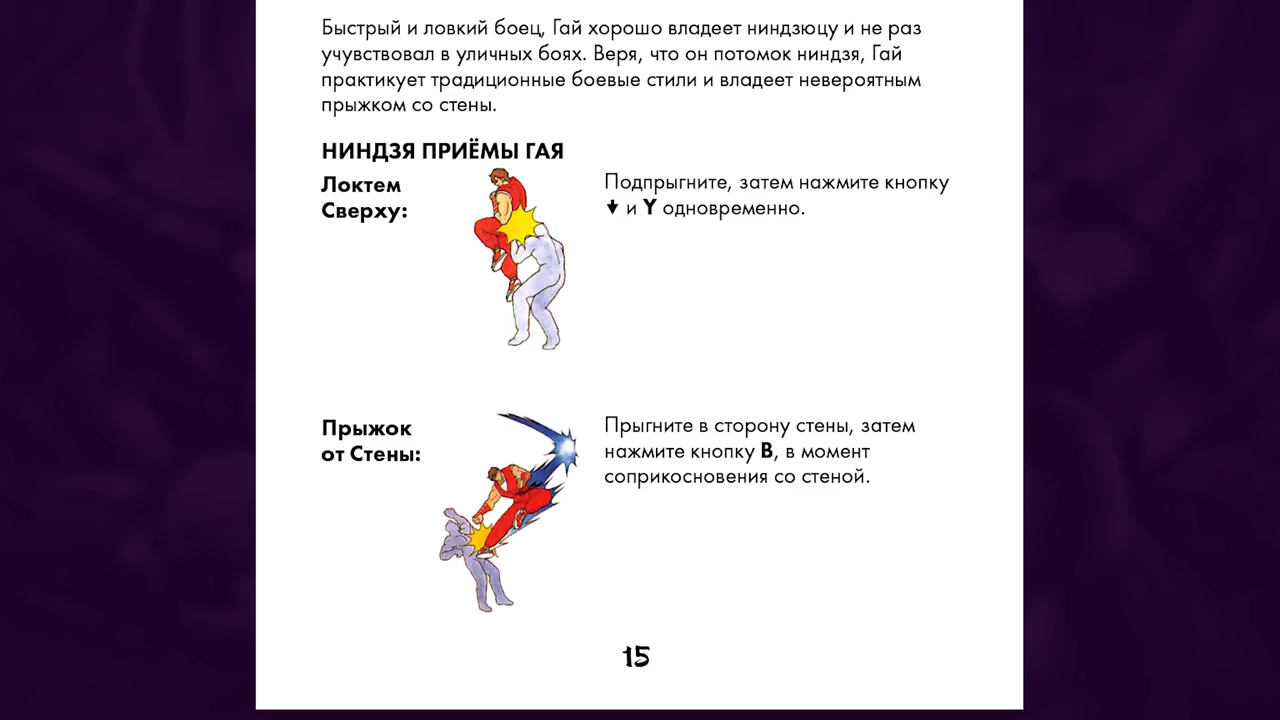 Быстрый и ловкий боец, Гай хорошо владеет ниндзюцу и не раз
учувствовал в уличных боях. Веря, что он потомок ниндзя, Гай
практикует традиционные боевые стили и владеет невероятным
прыжком со стены.
НИНДЗЯ ПРИЁМЫ ГАЯ
Локтем
Сверху:
Подпрыгните, затем нажмите кнопку
🠧 и Y одновременно.
Прыжок
от Стены:
Прыгните в сторону стены, затем
нажмите кнопку B, в момент
соприкосновения со стеной.
15